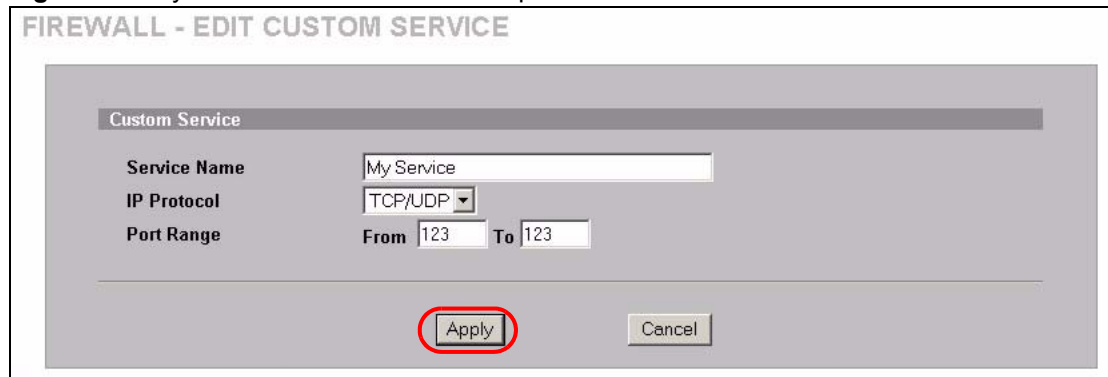 FIREWALL - EDIT CUSTOM SERVICE
Custom Service
Service Name My Service
IP Protocol TCP/UDP
Port Range From 123 To 123
Apply Cancel